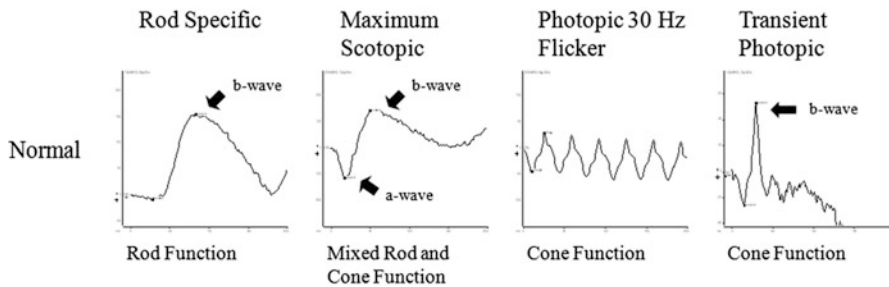 Rod Specific
Maximum
Scotopic
Photopic 30 Hz
Flicker
Transient
Photopic
Normal
b-wave
b-wave
a-wave
b-wave
Rod Function
Mixed Rod and
Cone Function
Cone Function
Cone Function